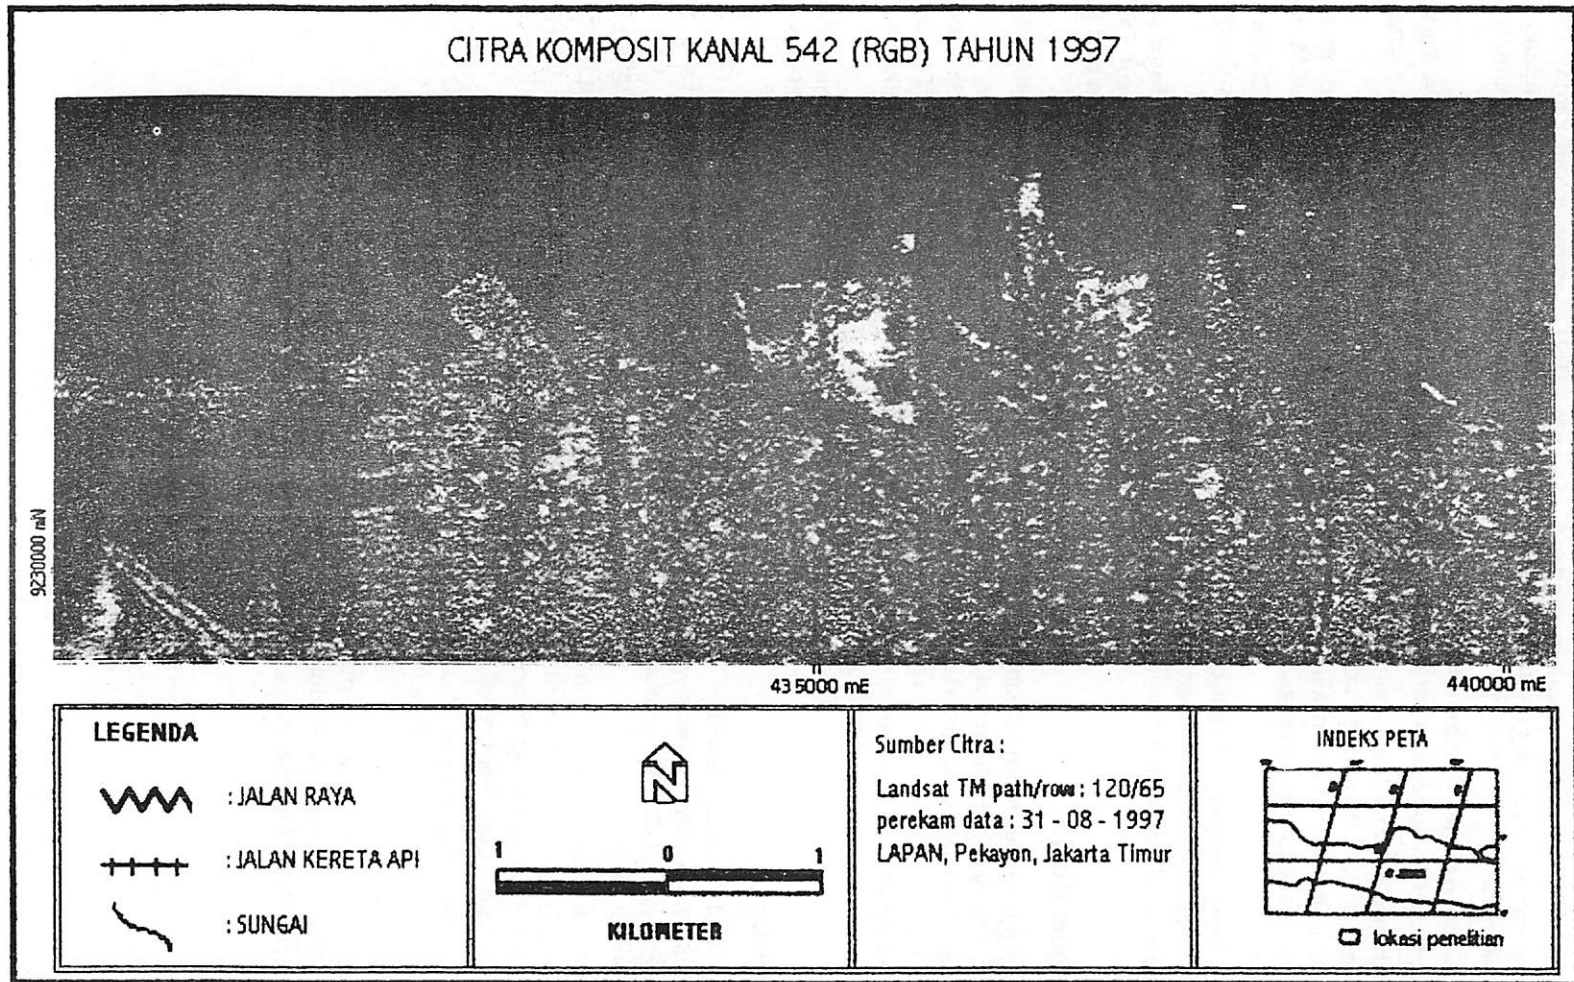 CITRA KOMPOSIT KANAL 542 (RGB) TAHUN 1997
9230000 mN
435000 mE
440000 mE
LEGENDA
: JALAN RAYA
: JALAN KERETA API
: SUNGAI
N
1 0 1
KILOMETER
Sumber Citra :
Landsat TM path/row : 120/65
perekam data : 31 - 08 - 1997
LAPAN, Pekayon, Jakarta Timur
INDEKS PETA
lokasi penelitian